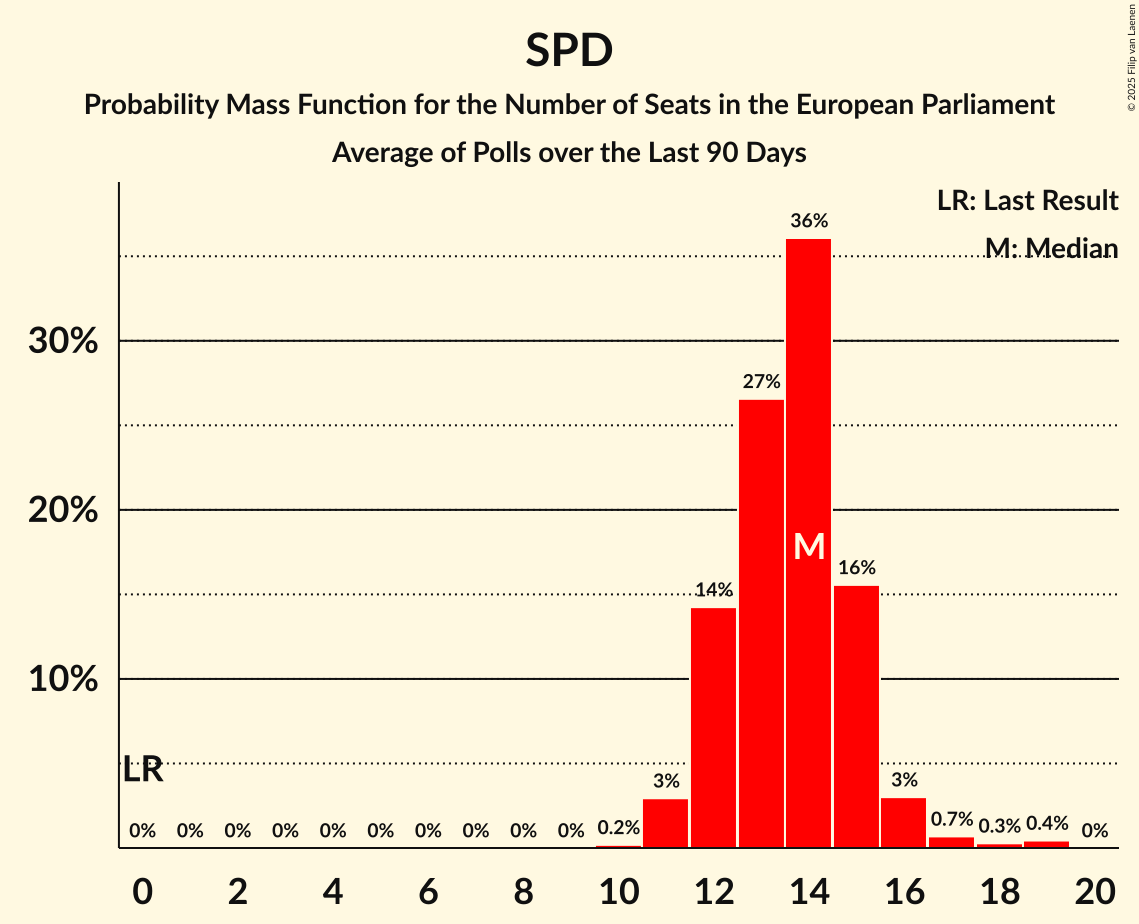 SPD
Probability Mass Function for the Number of Seats in the European Parliament
Average of Polls over the Last 90 Days
© 2025 Filip van Laenen
LR: Last Result
M: Median
36%
30%
27%
20%
M
16%
14%
10%
LR
3%
3%
0% 0% 0% 0% 0% 0% 0% 0% 0% 0% 0.2% 0.7% 0.3% 0.4% 0%
0 2 4 6 8 10 12 14 16 18 20